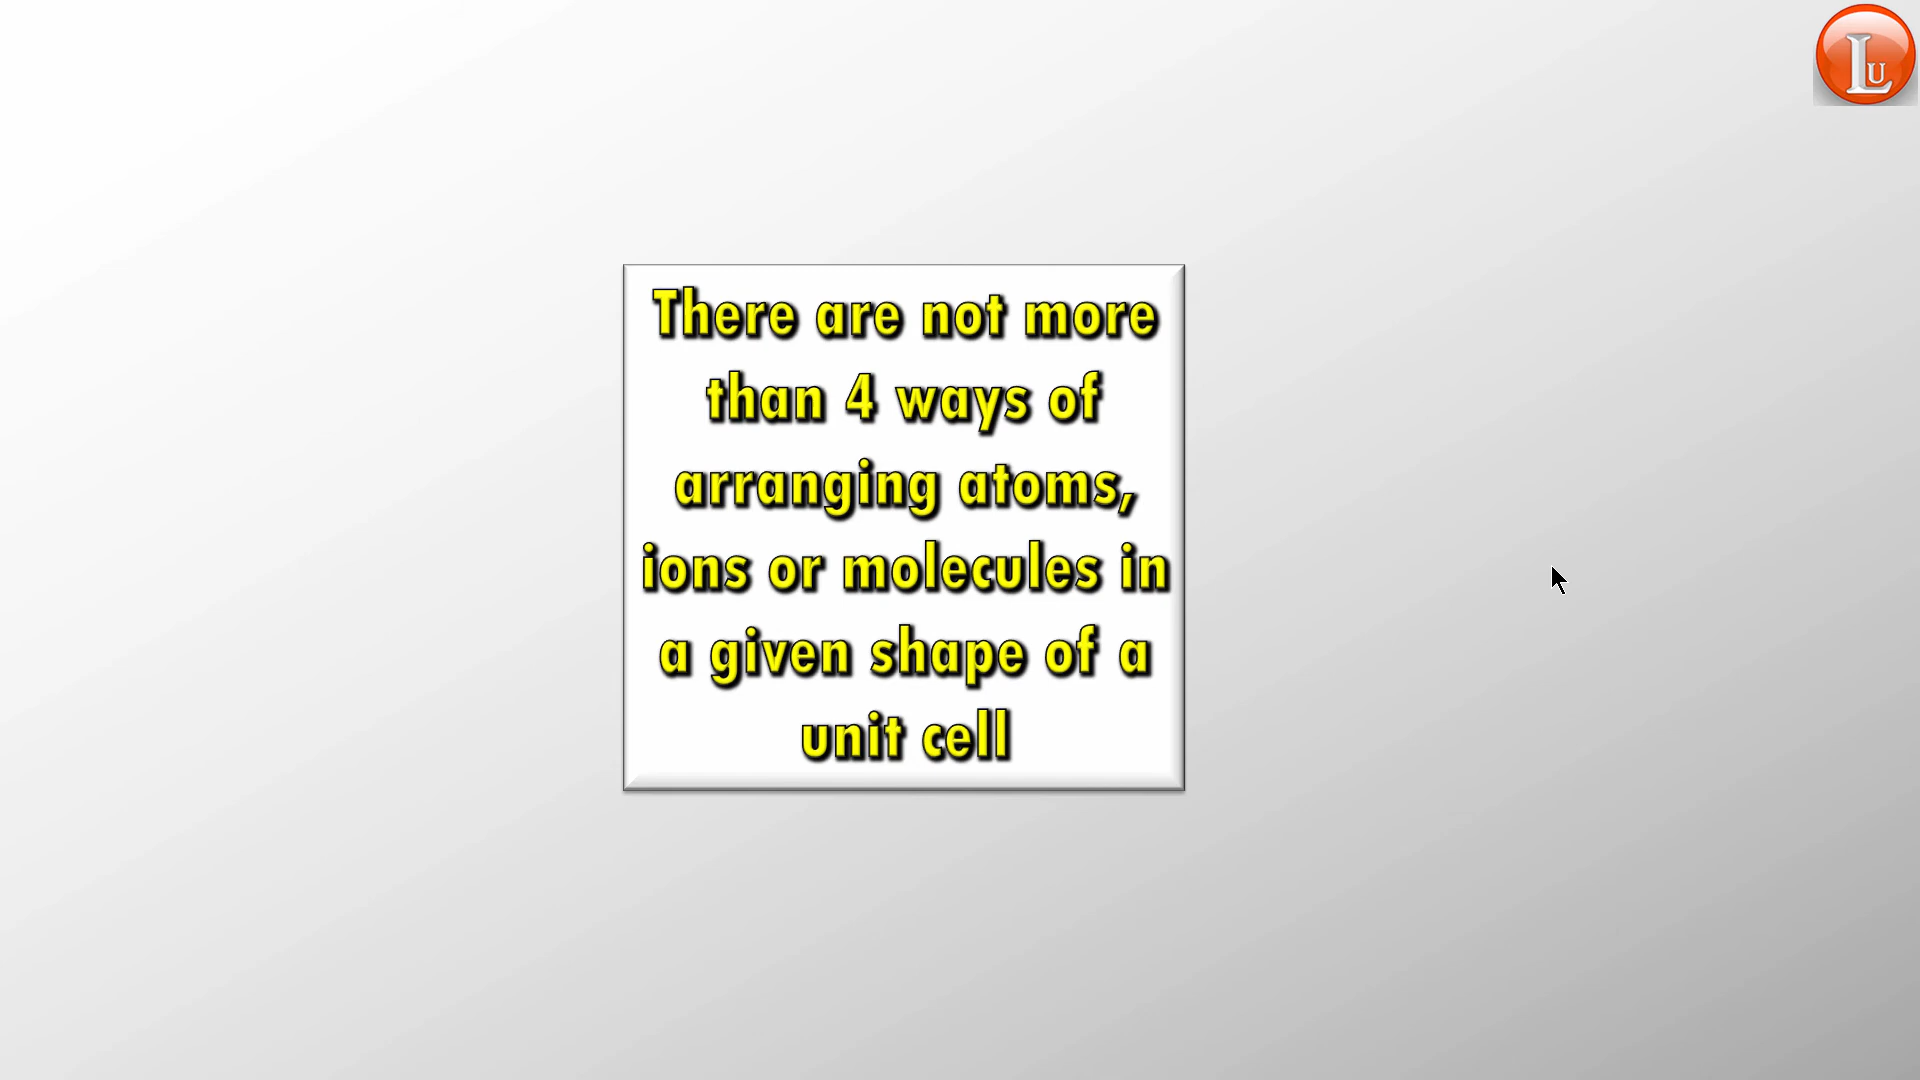 LU
There are not more
than 4 ways of
arranging atoms,
ions or molecules in
a given shape of a
unit cell